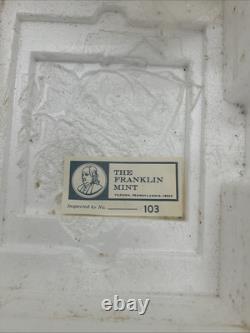 THE
FRANKLIN
MINT
Inspected by No. 103